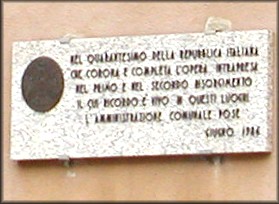 NEL QUARANTESIMO DELLA REPUBBLICA ITALIANA
CHE CORONA E COMPLETA L'OPERA INTRAPRESA
NEL PRIMO E NEL SECONDO RISORGIMENTO
IL CUI RICORDO È VIVO IN QUESTI LUOGHI
L'AMMINISTRAZIONE COMUNALE POSE
GIUGNO 1986